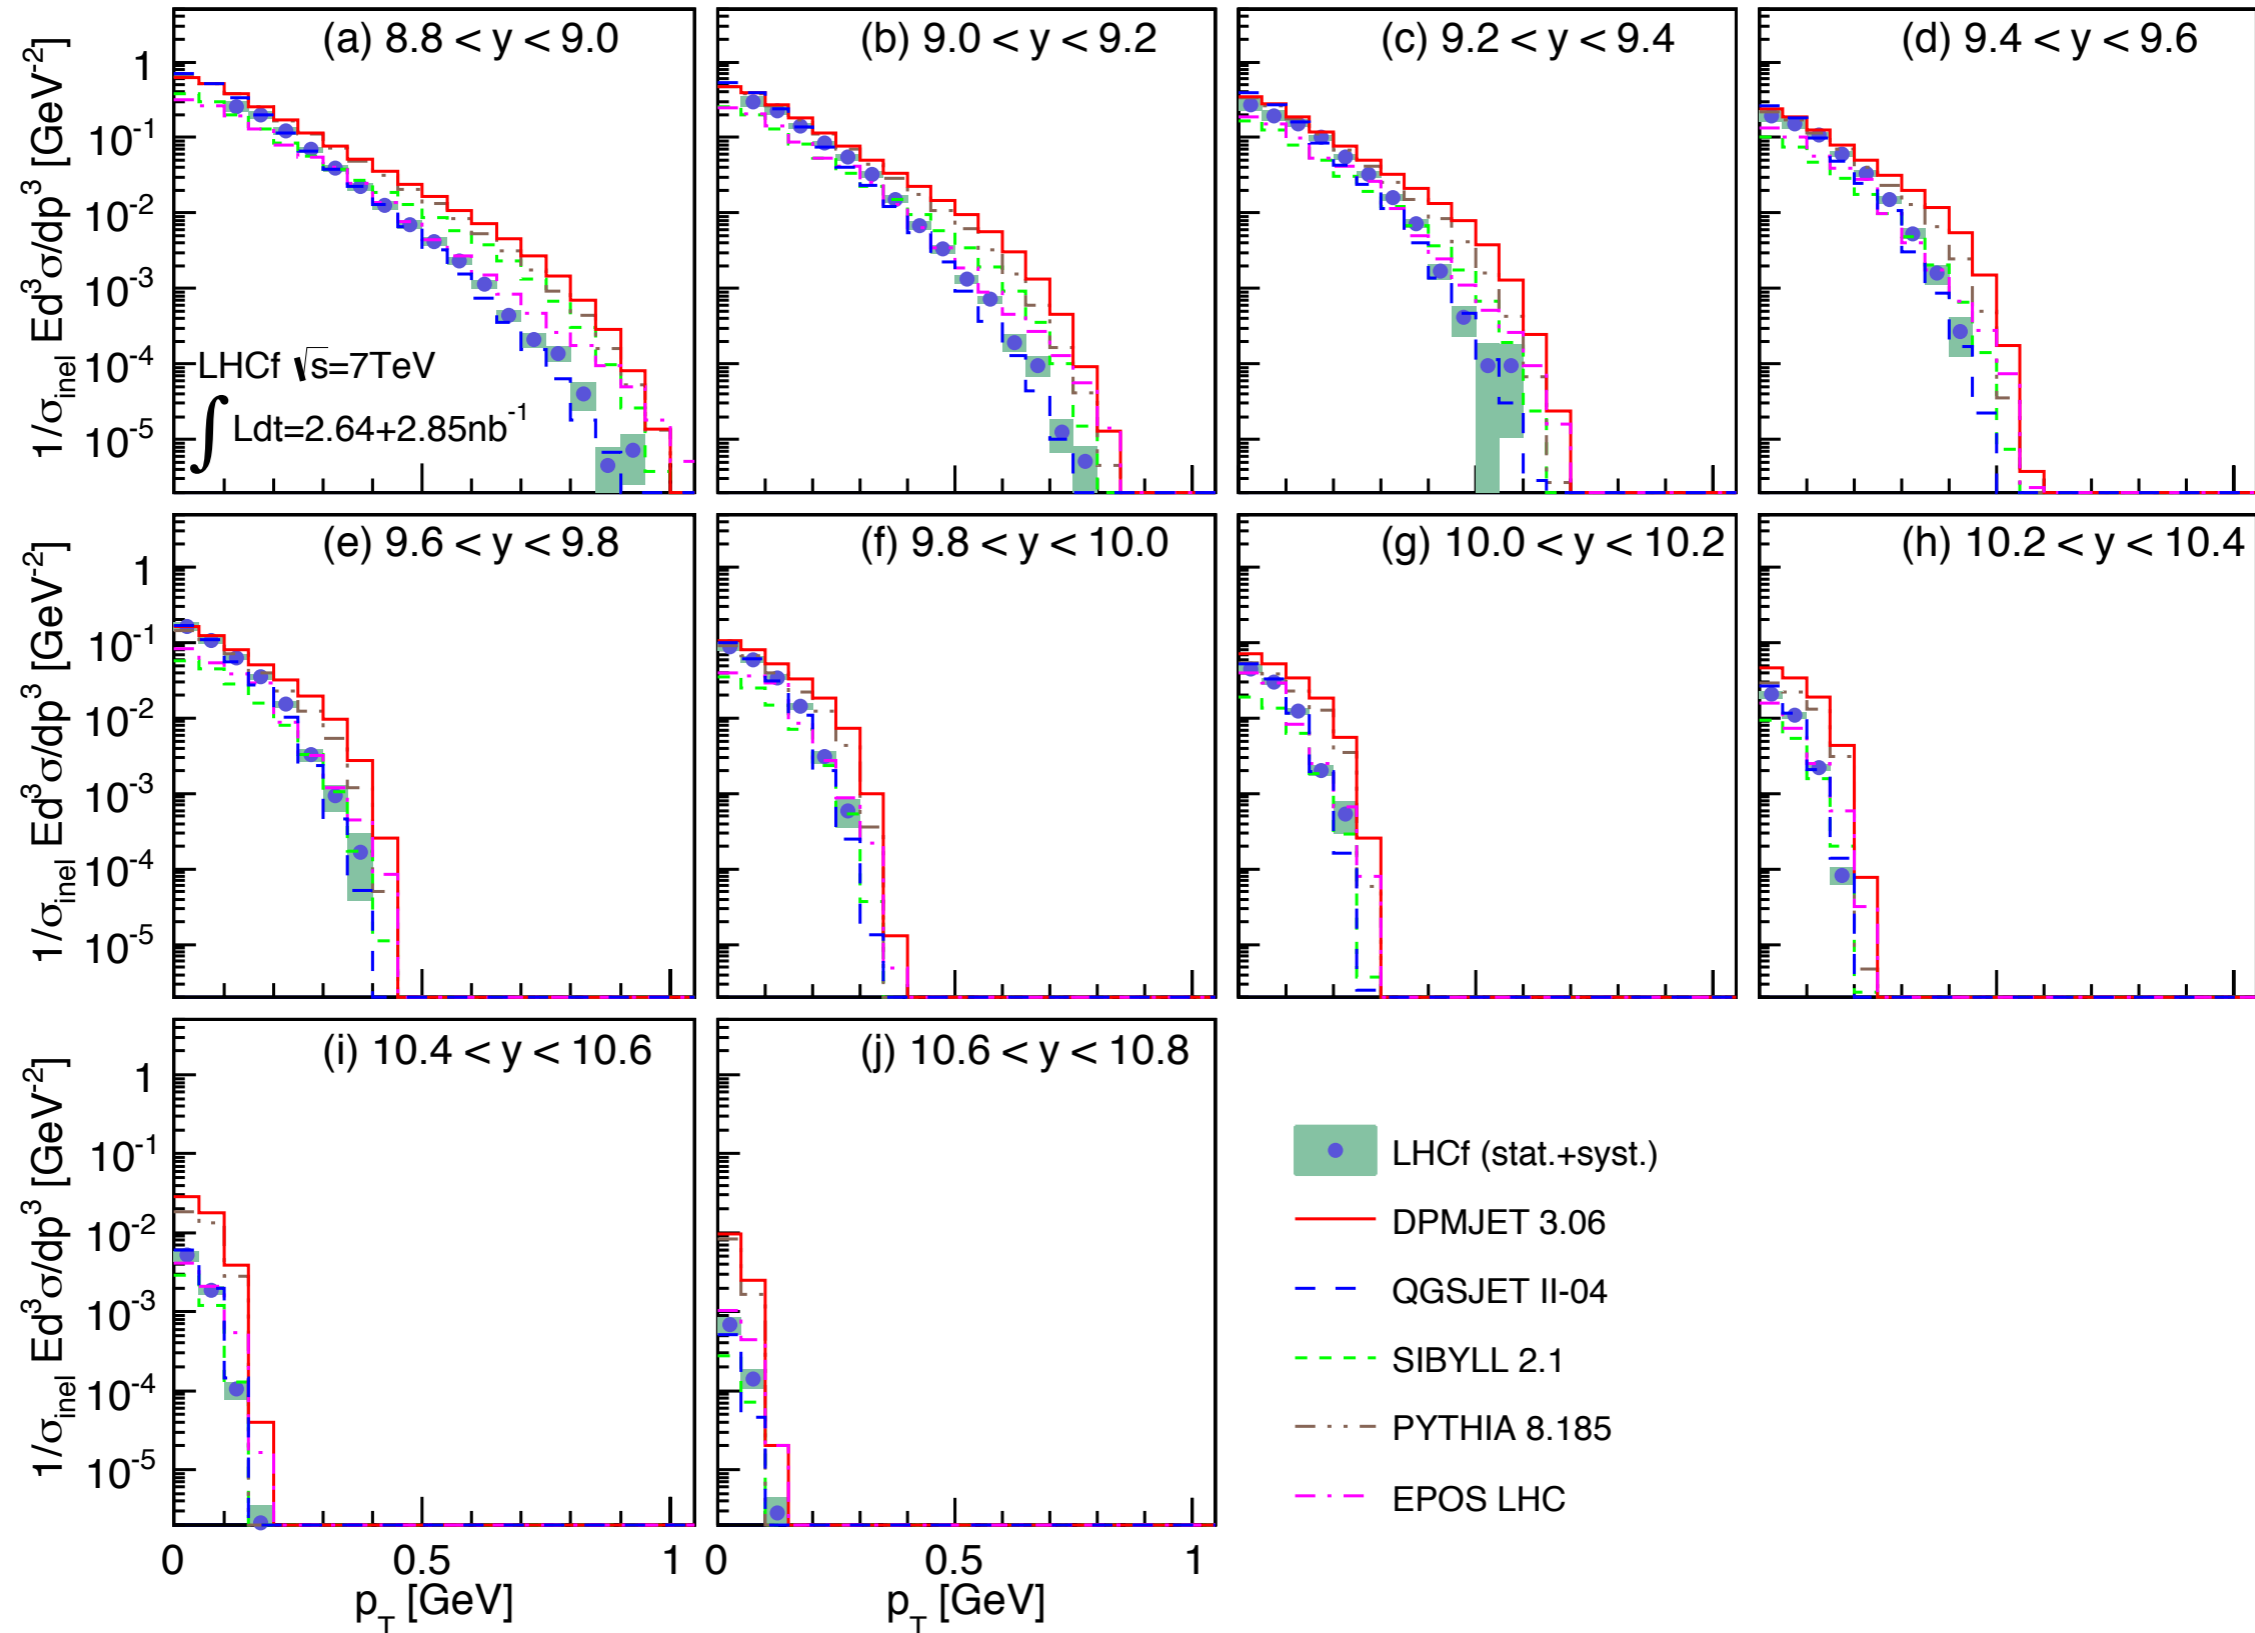 (a) 8.8 < y < 9.0
(b) 9.0 < y < 9.2
(c) 9.2 < y < 9.4
(d) 9.4 < y < 9.6
1/σinel Ed³σ/dp³ [GeV⁻²]
1
10⁻¹
10⁻²
10⁻³
10⁻⁴
10⁻⁵
LHCf √s=7TeV
∫ Ldt=2.64+2.85nb⁻¹
(e) 9.6 < y < 9.8
(f) 9.8 < y < 10.0
(g) 10.0 < y < 10.2
(h) 10.2 < y < 10.4
1/σinel Ed³σ/dp³ [GeV⁻²]
1
10⁻¹
10⁻²
10⁻³
10⁻⁴
10⁻⁵
(i) 10.4 < y < 10.6
(j) 10.6 < y < 10.8
1/σinel Ed³σ/dp³ [GeV⁻²]
1
10⁻¹
10⁻²
10⁻³
10⁻⁴
10⁻⁵
0 0.5 1
pT [GeV]
0 0.5 1
pT [GeV]
LHCf (stat.+syst.)
DPMJET 3.06
QGSJET II-04
SIBYLL 2.1
PYTHIA 8.185
EPOS LHC